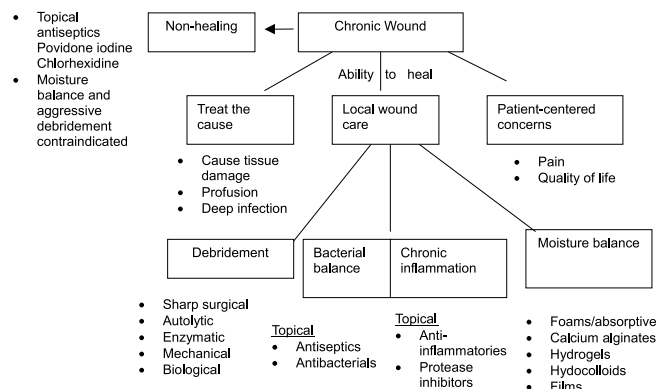 • Topical
antiseptics
Povidone iodine
Chlorhexidine
• Moisture
balance and
aggressive
debridement
contraindicated
Non-healing
Chronic Wound
Ability to heal
Treat the
cause
Local wound
care
Patient-centered
concerns
• Cause tissue
damage
• Profusion
• Deep infection
• Pain
• Quality of life
Debridement
Bacterial
balance
Chronic
inflammation
Moisture balance
• Sharp surgical
• Autolytic
• Enzymatic
• Mechanical
• Biological
Topical
• Antiseptics
• Antibacterials
Topical
• Anti-
inflammatories
• Protease
inhibitors
• Foams/absorptive
• Calcium alginates
• Hydrogels
• Hydocolloids
• Films